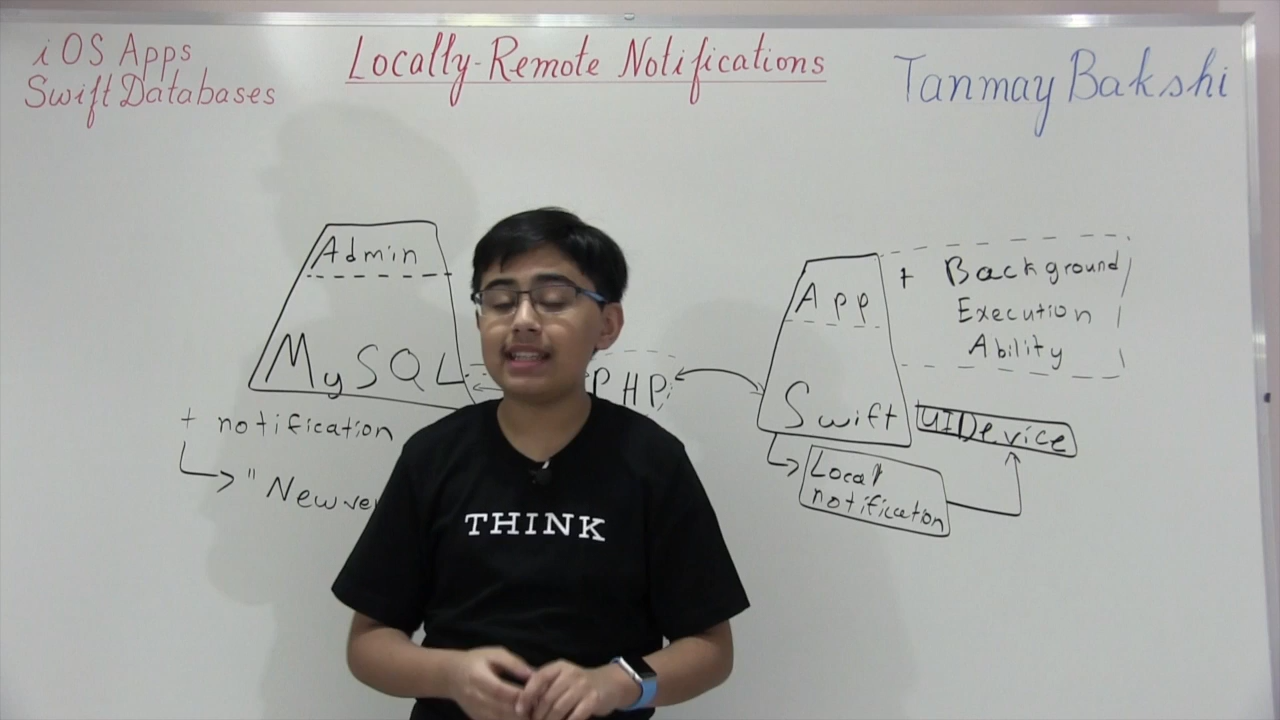 iOS Apps
Swift Databases
Locally-Remote Notifications
Tanmay Bakshi
Admin
MySQL
+ notification
"New
PHP
App
Swift
+ Background
Execution
Ability
UIDevice
Local
notification
THINK